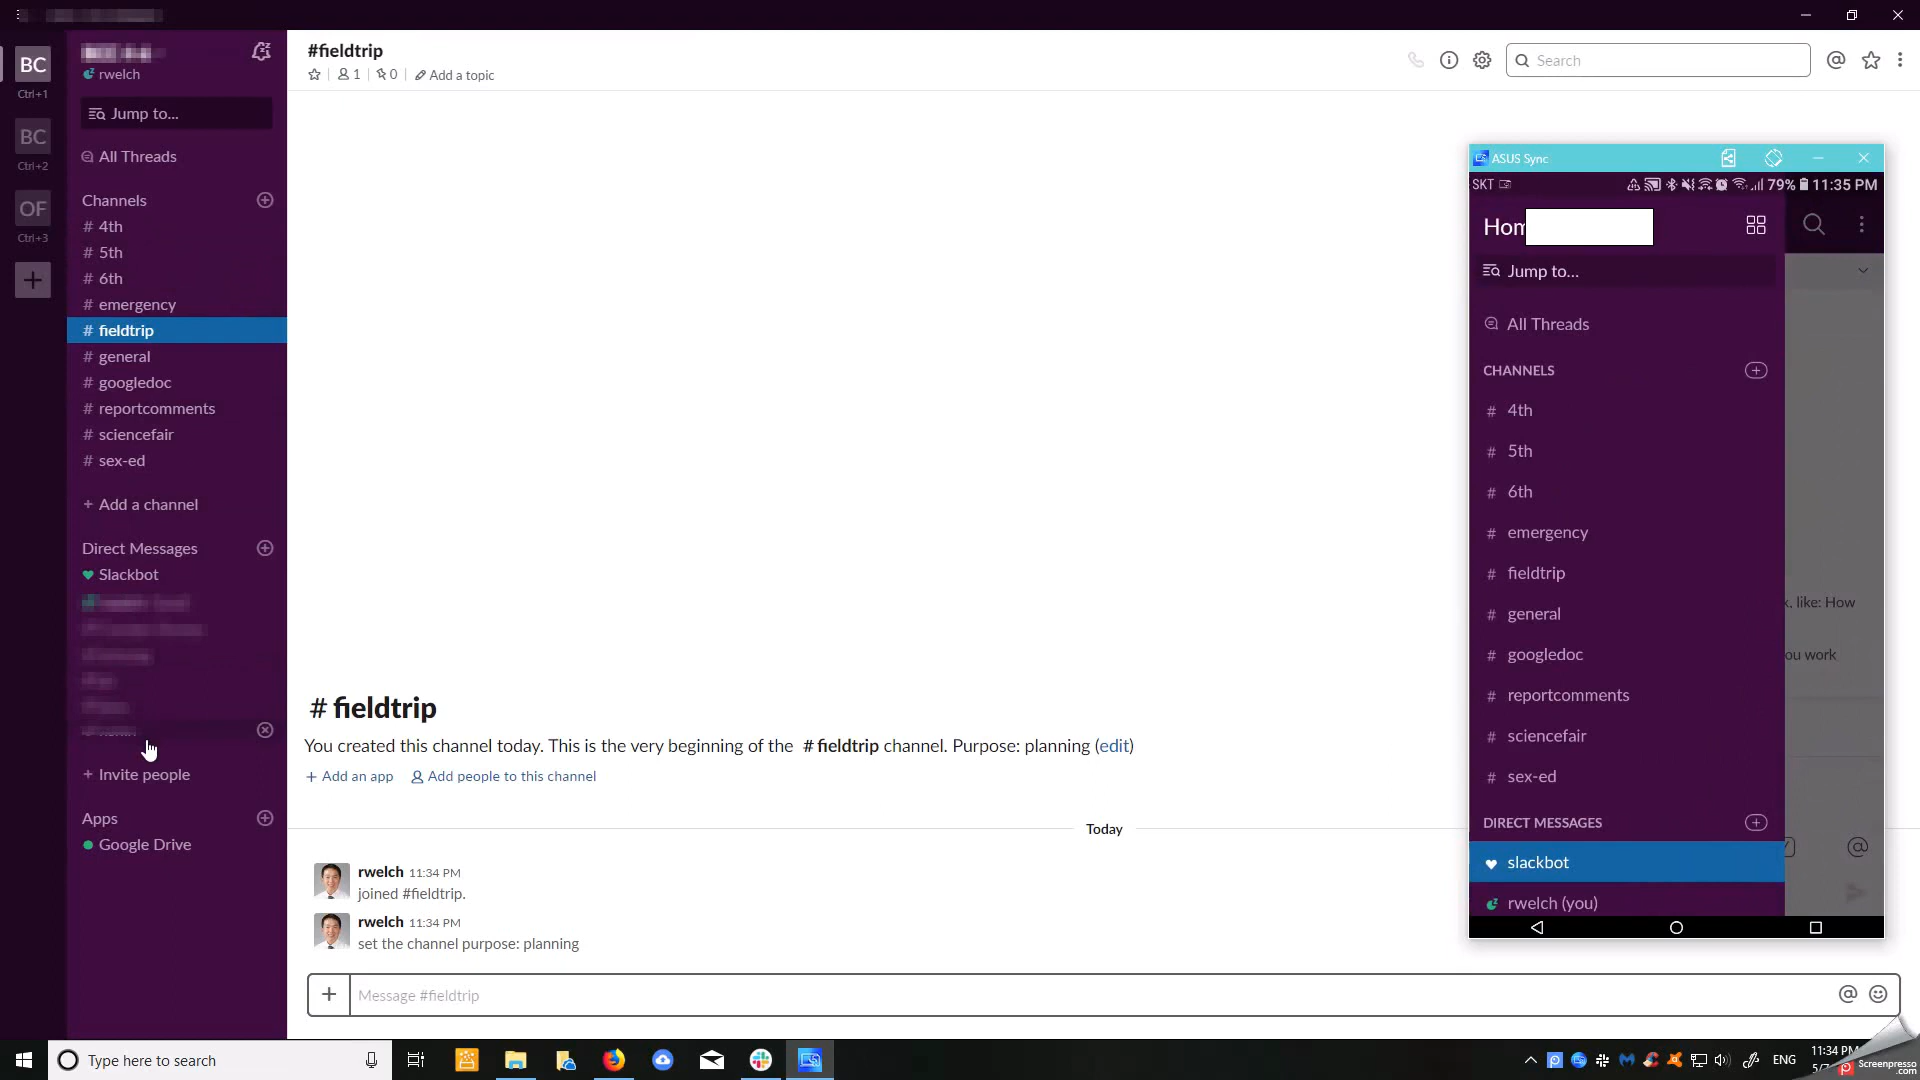 BC
Ctrl+1
BC
Ctrl+2
OF
Ctrl+3
rwelch
Jump to...
All Threads
Channels
# 4th
# 5th
# 6th
# emergency
# fieldtrip
# general
# googledoc
# reportcomments
# sciencefair
# sex-ed
+ Add a channel
Direct Messages
Slackbot
+ Invite people
Apps
Google Drive
#fieldtrip
1
0
Add a topic
Search
@
# fieldtrip
You created this channel today. This is the very beginning of the # fieldtrip channel. Purpose: planning (edit)
+ Add an app
Add people to this channel
Today
rwelch 11:34 PM
joined #fieldtrip.
rwelch 11:34 PM
set the channel purpose: planning
+ Message #fieldtrip @
ASUS Sync
SKT
79% 11:35 PM
Hom
Jump to...
All Threads
CHANNELS
# 4th
# 5th
# 6th
# emergency
# fieldtrip
# general
# googledoc
# reportcomments
# sciencefair
# sex-ed
DIRECT MESSAGES
slackbot
rwelch (you)
, like: How
ou work
@
Type here to search
ENG
11:34 PM
5/7
Screenpresso
.com